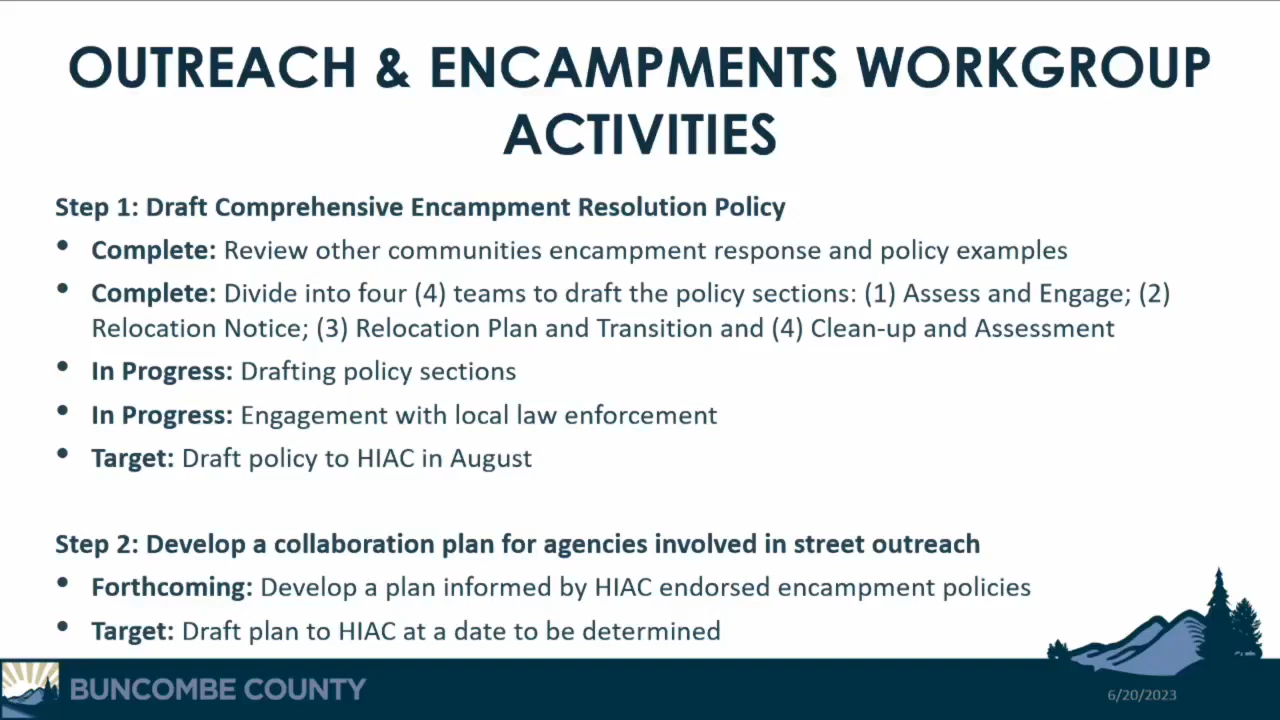 OUTREACH & ENCAMPMENTS WORKGROUP
ACTIVITIES
Step 1: Draft Comprehensive Encampment Resolution Policy
• Complete: Review other communities encampment response and policy examples
• Complete: Divide into four (4) teams to draft the policy sections: (1) Assess and Engage; (2)
Relocation Notice; (3) Relocation Plan and Transition and (4) Clean-up and Assessment
• In Progress: Drafting policy sections
• In Progress: Engagement with local law enforcement
• Target: Draft policy to HIAC in August
Step 2: Develop a collaboration plan for agencies involved in street outreach
• Forthcoming: Develop a plan informed by HIAC endorsed encampment policies
• Target: Draft plan to HIAC at a date to be determined
BUNCOMBE COUNTY
6/20/2023